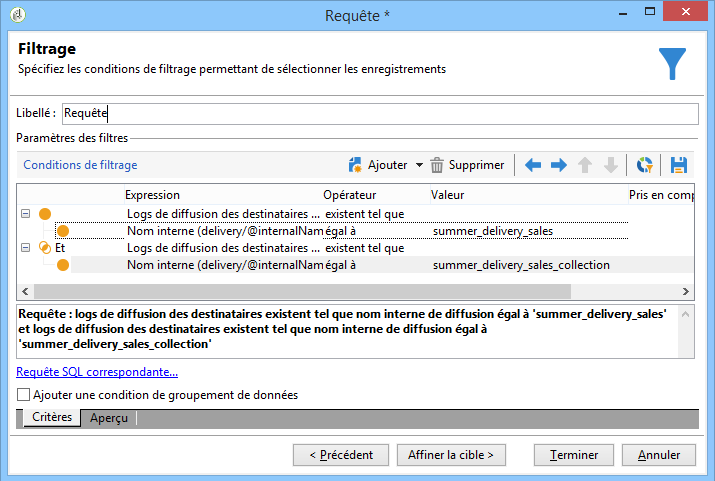 Requête *
Filtrage
Spécifiez les conditions de filtrage permettant de sélectionner les enregistrements
Libellé : Requête
Paramètres des filtres
Conditions de filtrage Ajouter Supprimer
Expression Opérateur Valeur Pris en comp
Logs de diffusion des destinataires ... existent tel que
Nom interne (delivery/@internalNam égal à summer_delivery_sales
Et Logs de diffusion des destinataires ... existent tel que
Nom interne (delivery/@internalNam égal à summer_delivery_sales_collection
Requête : logs de diffusion des destinataires existent tel que nom interne de diffusion égal à 'summer_delivery_sales'
et logs de diffusion des destinataires existent tel que nom interne de diffusion égal à
'summer_delivery_sales_collection'
Requête SQL correspondante...
Ajouter une condition de groupement de données
Critères Aperçu
< Précédent Affiner la cible > Terminer Annuler